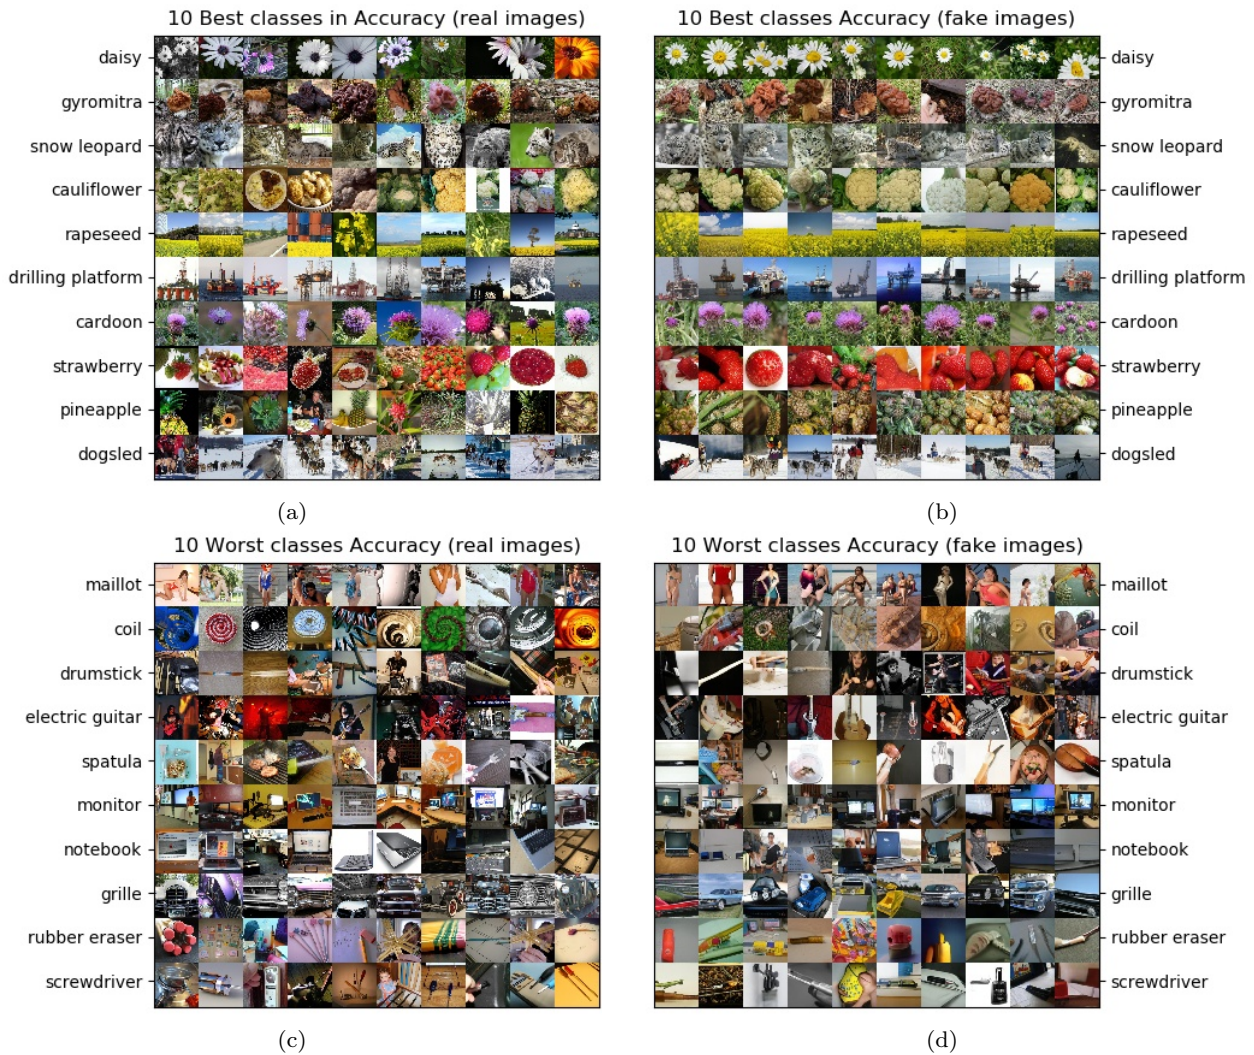 10 Best classes in Accuracy (real images)
daisy
gyromitra
snow leopard
cauliflower
rapeseed
drilling platform
cardoon
strawberry
pineapple
dogsled
(a)
10 Best classes Accuracy (fake images)
daisy
gyromitra
snow leopard
cauliflower
rapeseed
drilling platform
cardoon
strawberry
pineapple
dogsled
(b)
10 Worst classes Accuracy (real images)
maillot
coil
drumstick
electric guitar
spatula
monitor
notebook
grille
rubber eraser
screwdriver
(c)
10 Worst classes Accuracy (fake images)
maillot
coil
drumstick
electric guitar
spatula
monitor
notebook
grille
rubber eraser
screwdriver
(d)